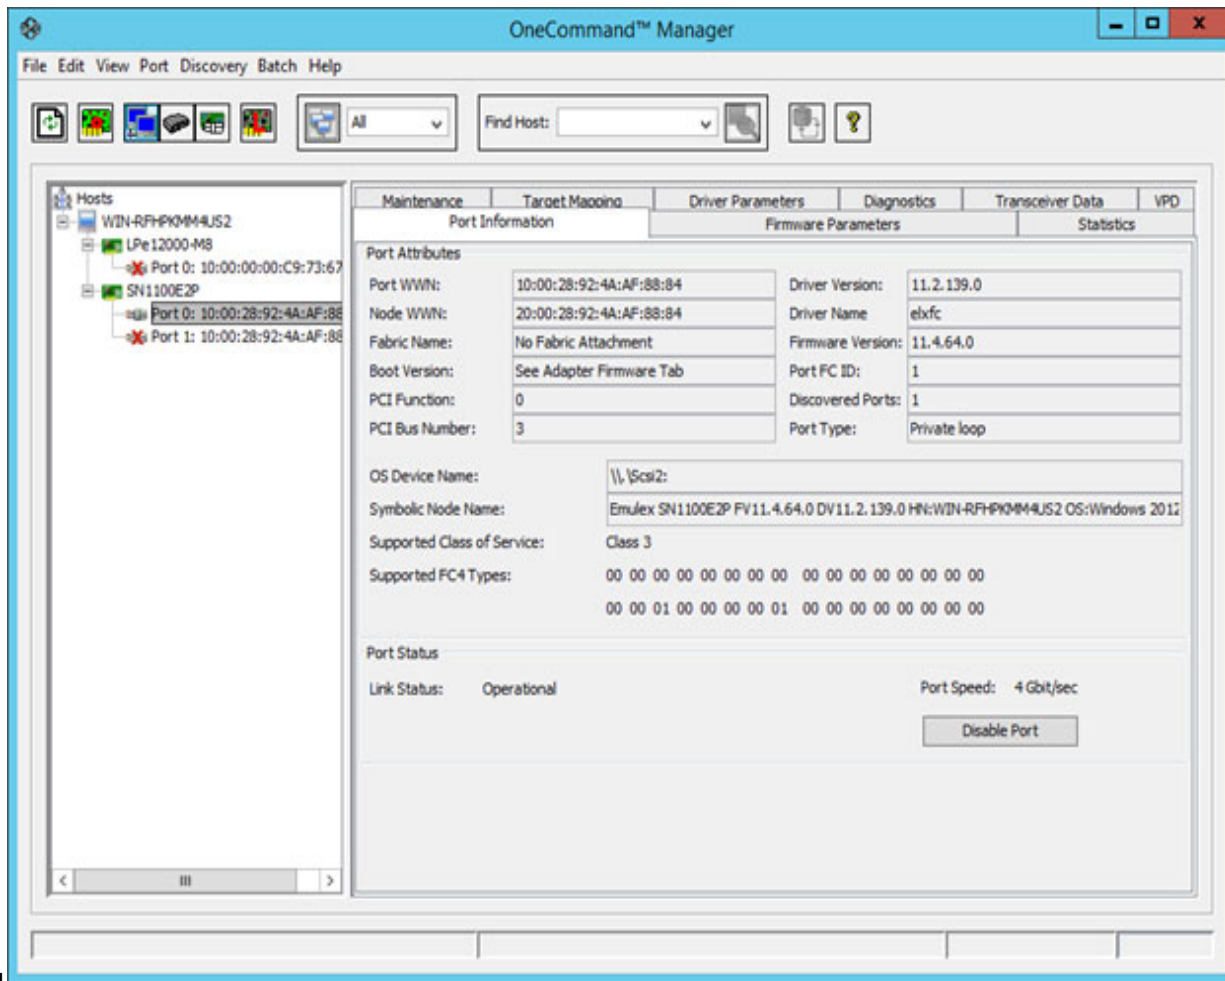 OneCommand™ Manager
File Edit View Port Discovery Batch Help
All
Find Host:
Hosts
WIN-RFHPKMM4US2
LPe12000-M8
Port 0: 10:00:00:00:C9:73:67
SN1100E2P
Port 0: 10:00:28:92:4A:AF:88
Port 1: 10:00:28:92:4A:AF:88
Maintenance Target Mapping Driver Parameters Diagnostics Transceiver Data VPD
Port Information Firmware Parameters Statistics
Port Attributes
Port WWN: 10:00:28:92:4A:AF:88:84 Driver Version: 11.2.139.0
Node WWN: 20:00:28:92:4A:AF:88:84 Driver Name elxfc
Fabric Name: No Fabric Attachment Firmware Version: 11.4.64.0
Boot Version: See Adapter Firmware Tab Port FC ID: 1
PCI Function: 0 Discovered Ports: 1
PCI Bus Number: 3 Port Type: Private loop
OS Device Name: \\.\Scsi2:
Symbolic Node Name: Emulex SN1100E2P FV11.4.64.0 DV11.2.139.0 HN:WIN-RFHPKMM4US2 OS:Windows 2012
Supported Class of Service: Class 3
Supported FC4 Types: 00 00 00 00 00 00 00 00 00 00 00 00 00 00 00 00
00 00 01 00 00 00 00 01 00 00 00 00 00 00 00 00
Port Status
Link Status: Operational Port Speed: 4 Gbit/sec
Disable Port